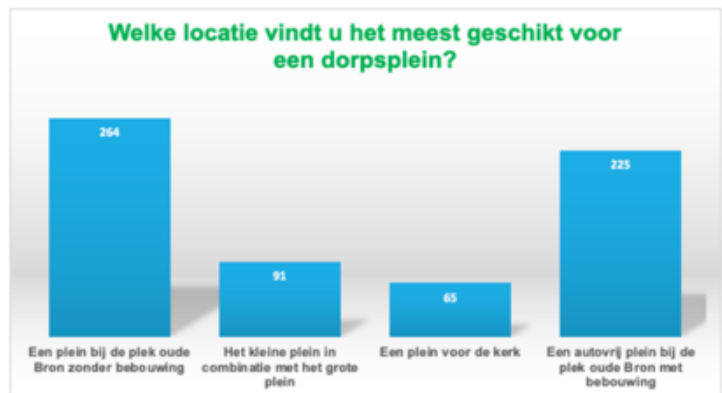 Welke locatie vindt u het meest geschikt voor
een dorpsplein?
264
91
65
225
Een plein bij de plek oude
Bron zonder bebouwing
Het kleine plein in
combinatie met het grote
plein
Een plein voor de kerk
Een autovrij plein bij de
plek oude Bron met
bebouwing